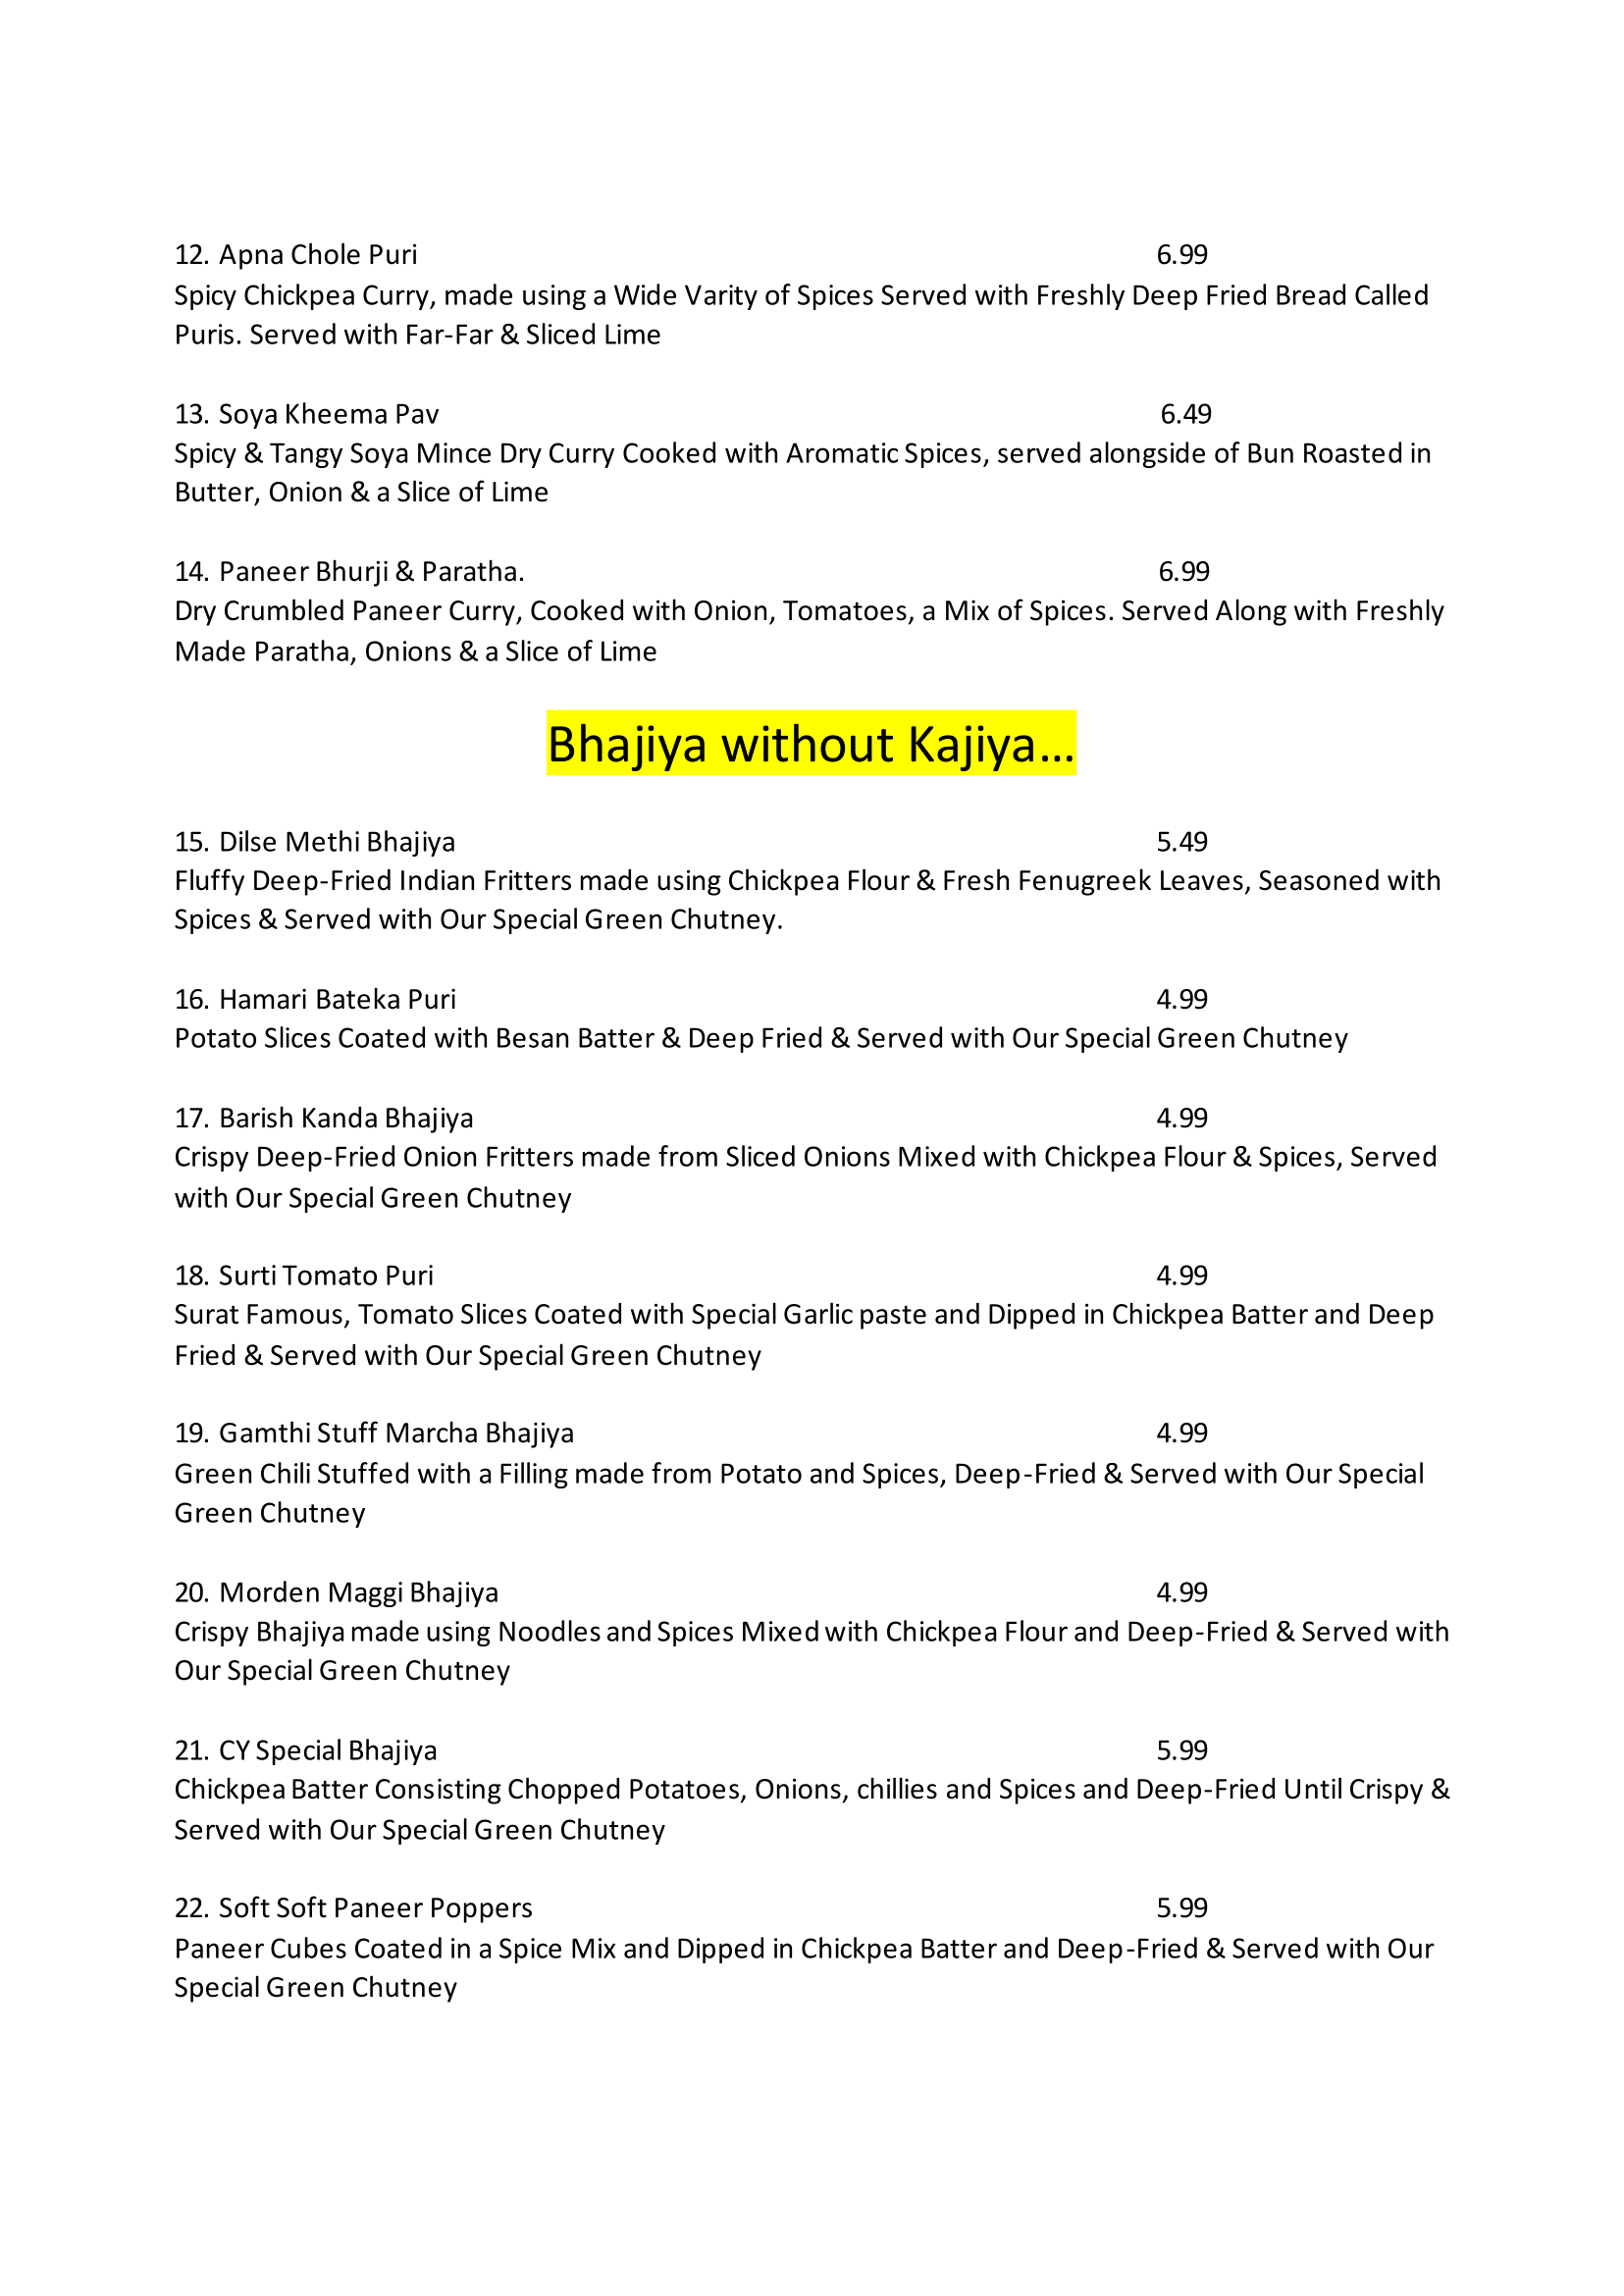 12. Apna Chole Puri 6.99
Spicy Chickpea Curry, made using a Wide Varity of Spices Served with Freshly Deep Fried Bread Called
Puris. Served with Far-Far & Sliced Lime
13. Soya Kheema Pav 6.49
Spicy & Tangy Soya Mince Dry Curry Cooked with Aromatic Spices, served alongside of Bun Roasted in
Butter, Onion & a Slice of Lime
14. Paneer Bhurji & Paratha. 6.99
Dry Crumbled Paneer Curry, Cooked with Onion, Tomatoes, a Mix of Spices. Served Along with Freshly
Made Paratha, Onions & a Slice of Lime
Bhajiya without Kajiya…
15. Dilse Methi Bhajiya 5.49
Fluffy Deep-Fried Indian Fritters made using Chickpea Flour & Fresh Fenugreek Leaves, Seasoned with
Spices & Served with Our Special Green Chutney.
16. Hamari Bateka Puri 4.99
Potato Slices Coated with Besan Batter & Deep Fried & Served with Our Special Green Chutney
17. Barish Kanda Bhajiya 4.99
Crispy Deep-Fried Onion Fritters made from Sliced Onions Mixed with Chickpea Flour & Spices, Served
with Our Special Green Chutney
18. Surti Tomato Puri 4.99
Surat Famous, Tomato Slices Coated with Special Garlic paste and Dipped in Chickpea Batter and Deep
Fried & Served with Our Special Green Chutney
19. Gamthi Stuff Marcha Bhajiya 4.99
Green Chili Stuffed with a Filling made from Potato and Spices, Deep-Fried & Served with Our Special
Green Chutney
20. Morden Maggi Bhajiya 4.99
Crispy Bhajiya made using Noodles and Spices Mixed with Chickpea Flour and Deep-Fried & Served with
Our Special Green Chutney
21. CY Special Bhajiya 5.99
Chickpea Batter Consisting Chopped Potatoes, Onions, chillies and Spices and Deep-Fried Until Crispy &
Served with Our Special Green Chutney
22. Soft Soft Paneer Poppers 5.99
Paneer Cubes Coated in a Spice Mix and Dipped in Chickpea Batter and Deep-Fried & Served with Our
Special Green Chutney